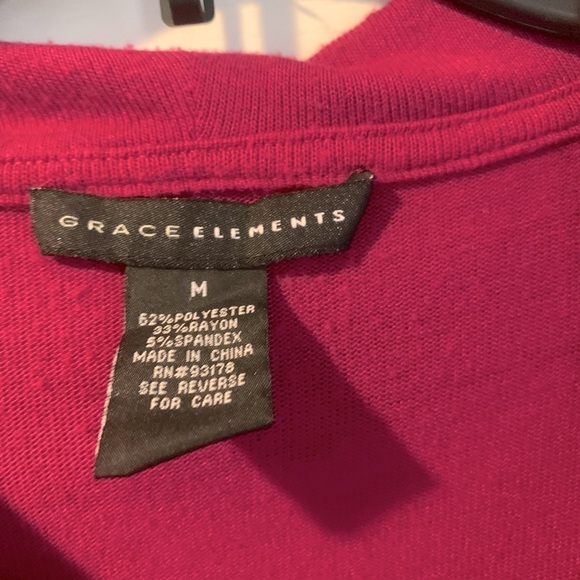 GRACE ELEMENTS
M
62%POLYESTER
33%RAYON
5%SPANDEX
MADE IN CHINA
RN#93178
SEE REVERSE
FOR CARE